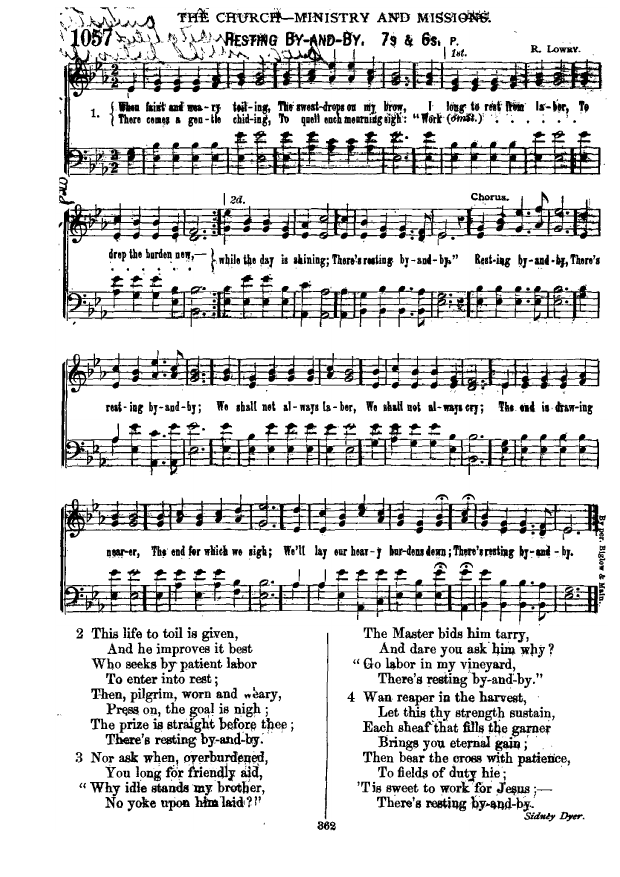 THE CHURCH—MINISTRY AND MISSIONS.
1057 RESTING BY-AND-BY. 7s & 6s. P.
1st. R. LOWRY.
1. { When faint and wea-ry toil-ing, The sweat-drops on my brow, I long to rest from la-ber, To
{ There comes a gen-tle chid-ing, To quell each mourning sigh: "Work (omit.) . . . . . .
2d. Chorus.
drop the burden now,— { while the day is shining; There's resting by-and-by." Rest-ing by-and-by, There's
rest-ing by-and-by; We shall not al-ways la-ber, We shall not al-ways cry; The end is draw-ing
near-er, The end for which we sigh; We'll lay our heav-y bur-dens down; There's resting by-and-by.
By per. Biglow & Main.
2 This life to toil is given,
And he improves it best
Who seeks by patient labor
To enter into rest;
Then, pilgrim, worn and weary,
Press on, the goal is nigh;
The prize is straight before thee;
There's resting by-and-by.
3 Nor ask when, overburdened,
You long for friendly aid,
"Why idle stands my brother,
No yoke upon him laid?"
The Master bids him tarry,
And dare you ask him why?
"Go labor in my vineyard,
There's resting by-and-by."
4 Wan reaper in the harvest,
Let this thy strength sustain,
Each sheaf that fills the garner
Brings you eternal gain;
Then bear the cross with patience,
To fields of duty hie;
'Tis sweet to work for Jesus;—
There's resting by-and-by.
Sidney Dyer.
362